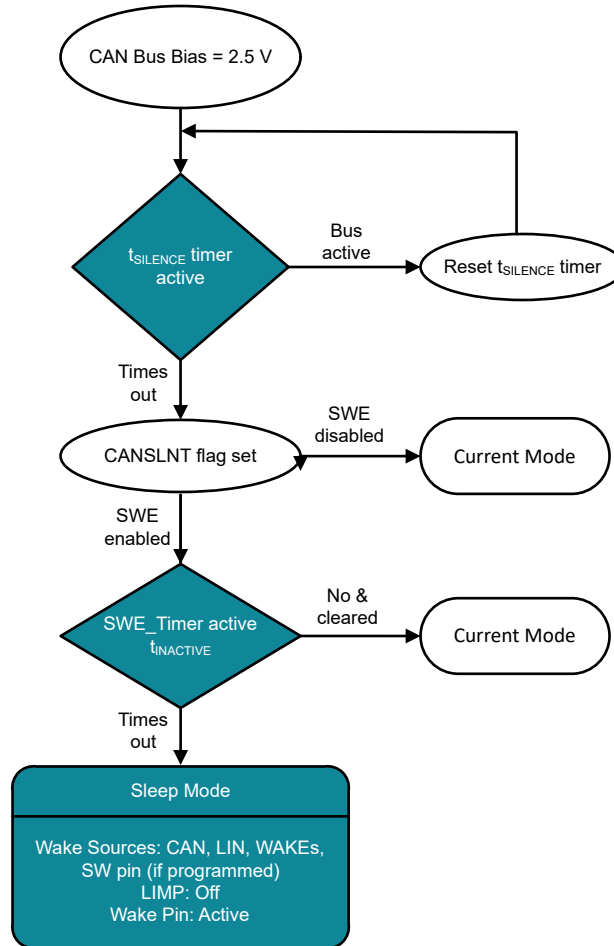 CAN Bus Bias = 2.5 V
tSILENCE timer
active
Bus
active
Reset tSILENCE timer
Times
out
CANSLNT flag set
SWE
disabled
Current Mode
SWE
enabled
SWE_Timer active
tINACTIVE
No &
cleared
Current Mode
Times
out
Sleep Mode
Wake Sources: CAN, LIN, WAKEs,
SW pin (if programmed)
LIMP: Off
Wake Pin: Active